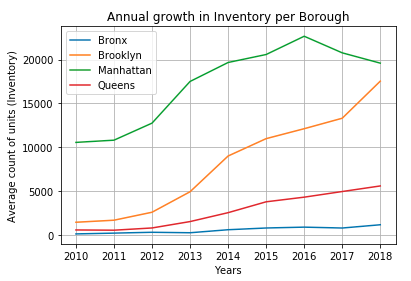 Annual growth in Inventory per Borough
Bronx
Brooklyn
Manhattan
Queens
Average count of units (Inventory)
20000
15000
10000
5000
0
2010 2011 2012 2013 2014 2015 2016 2017 2018
Years